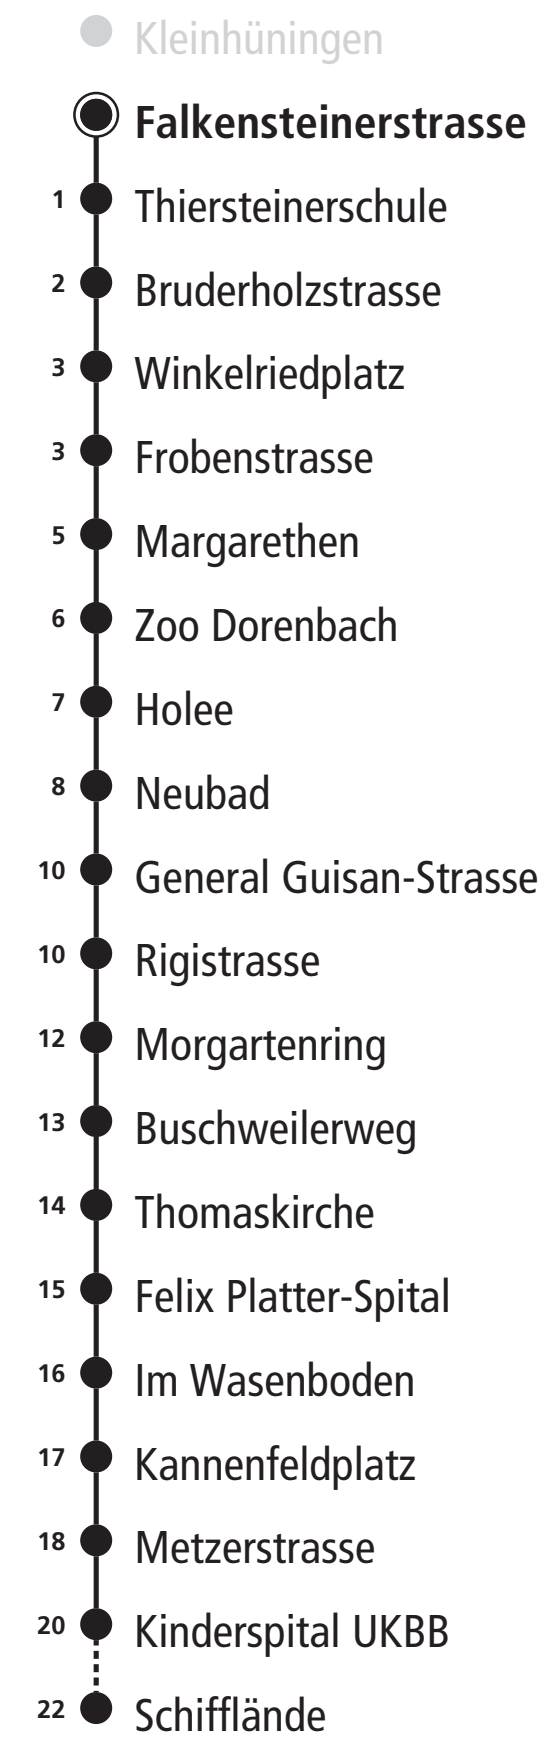 Kleinhüningen
Falkensteinerstrasse
1 Thiersteinerschule
2 Bruderholzstrasse
3 Winkelriedplatz
3 Frobenstrasse
5 Margarethen
6 Zoo Dorenbach
7 Holee
8 Neubad
10 General Guisan-Strasse
10 Rigistrasse
12 Morgartenring
13 Buschweilerweg
14 Thomaskirche
15 Felix Platter-Spital
16 Im Wasenboden
17 Kannenfeldplatz
18 Metzerstrasse
20 Kinderspital UKBB
22 Schifflände